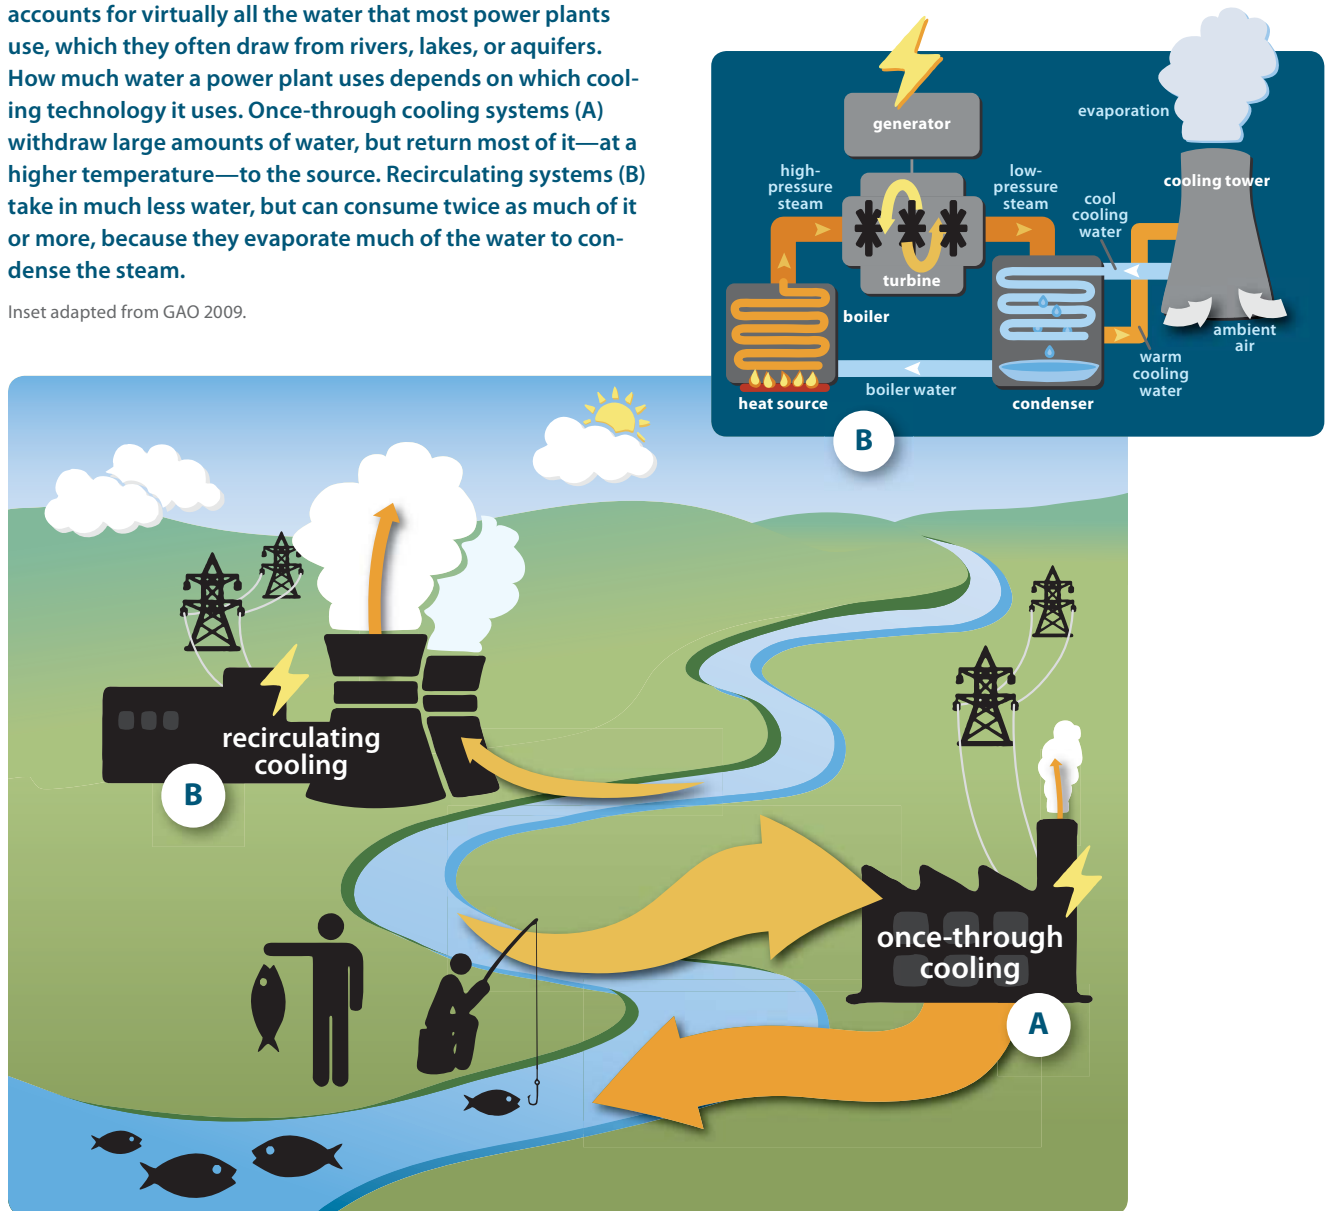 accounts for virtually all the water that most power plants
use, which they often draw from rivers, lakes, or aquifers.
How much water a power plant uses depends on which cool-
ing technology it uses. Once-through cooling systems (A)
withdraw large amounts of water, but return most of it—at a
higher temperature—to the source. Recirculating systems (B)
take in much less water, but can consume twice as much of it
or more, because they evaporate much of the water to con-
dense the steam.
Inset adapted from GAO 2009.
generator
evaporation
high-
pressure
steam
low-
pressure
steam
cooling tower
cool
cooling
water
turbine
boiler
ambient
air
warm
cooling
water
boiler water
heat source
condenser
B
recirculating
cooling
B
once-through
cooling
A